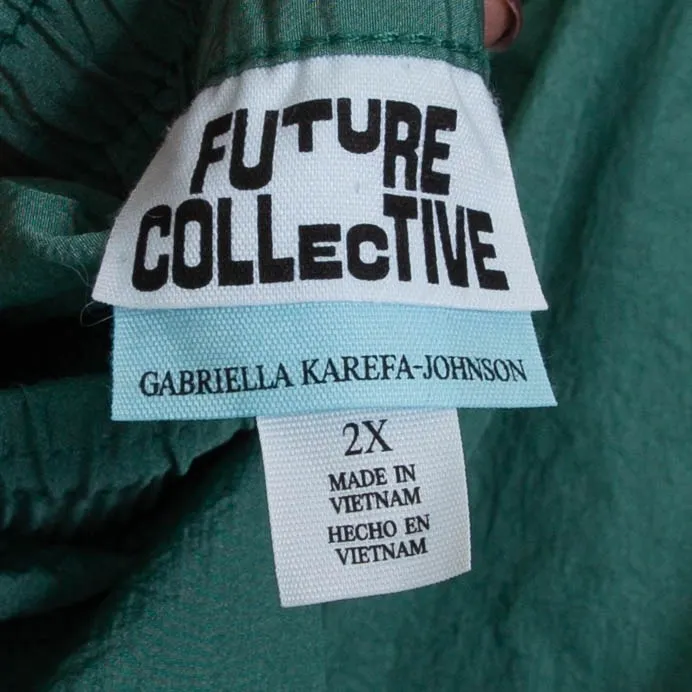 FUTURE
COLLECTIVE
GABRIELLA KAREFA-JOHNSON
2X
MADE IN
VIETNAM
HECHO EN
VIETNAM